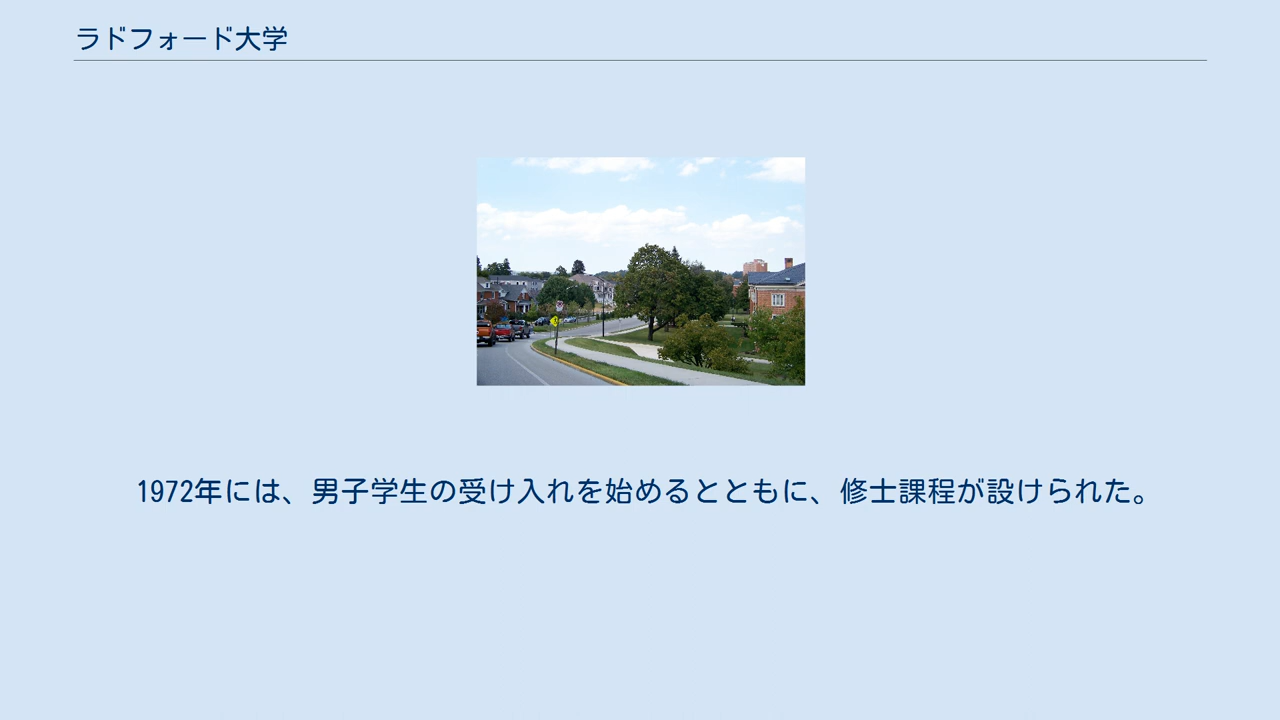 ラドフォード大学
1972年には、男子学生の受け入れを始めるとともに、修士課程が設けられた。